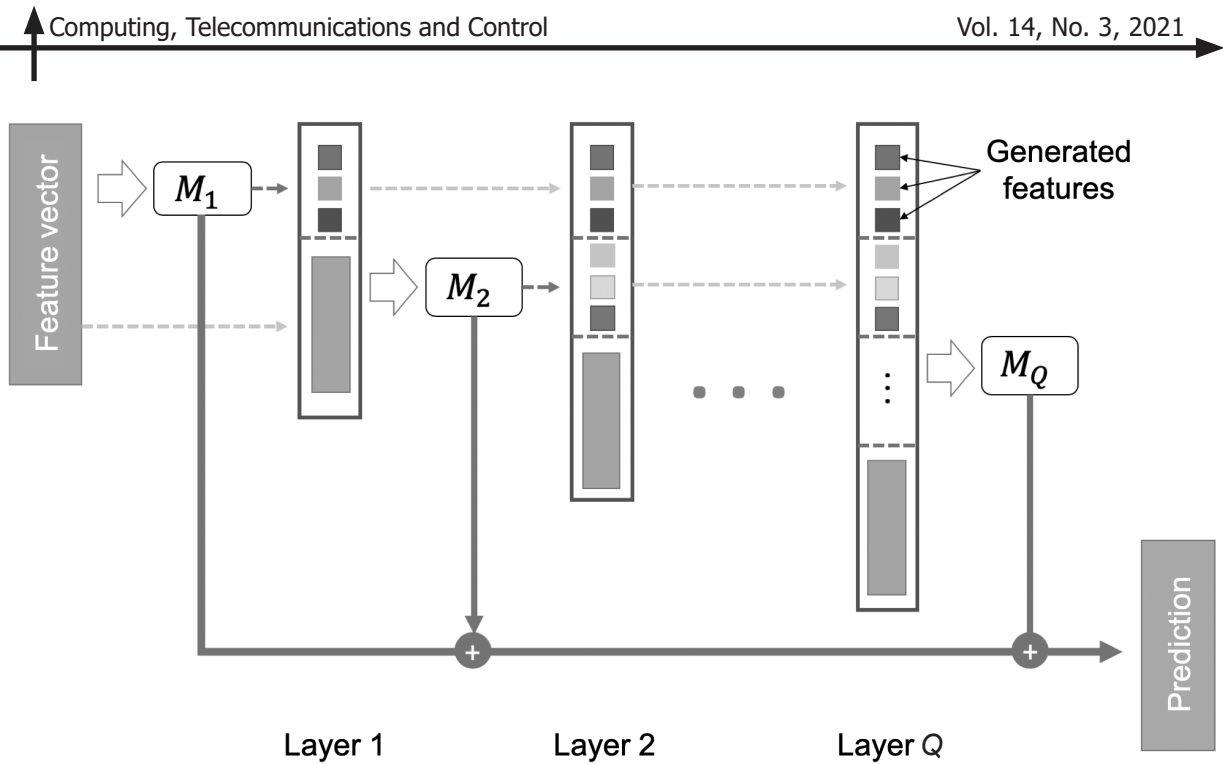 Computing, Telecommunications and Control Vol. 14, No. 3, 2021
Feature vector
M₁
Generated
features
M₂
M_Q
Prediction
Layer 1 Layer 2 Layer Q